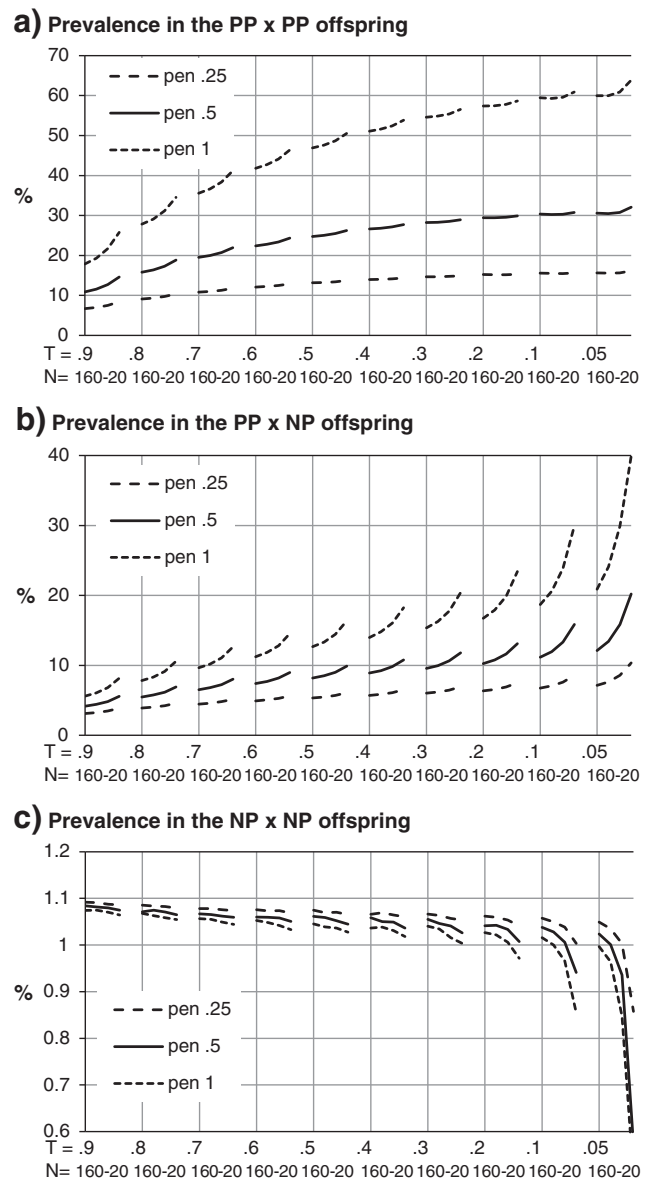 a) Prevalence in the PP x PP offspring
70
60
50
40
30
20
10
0
%
pen .25
pen .5
pen 1
T = .9 .8 .7 .6 .5 .4 .3 .2 .1 .05
N= 160-20 160-20 160-20 160-20 160-20 160-20 160-20 160-20 160-20 160-20
b) Prevalence in the PP x NP offspring
40
30
20
10
0
%
pen .25
pen .5
pen 1
T = .9 .8 .7 .6 .5 .4 .3 .2 .1 .05
N= 160-20 160-20 160-20 160-20 160-20 160-20 160-20 160-20 160-20 160-20
c) Prevalence in the NP x NP offspring
1.2
1.1
1
0.9
0.8
0.7
0.6
%
pen .25
pen .5
pen 1
T = .9 .8 .7 .6 .5 .4 .3 .2 .1 .05
N= 160-20 160-20 160-20 160-20 160-20 160-20 160-20 160-20 160-20 160-20